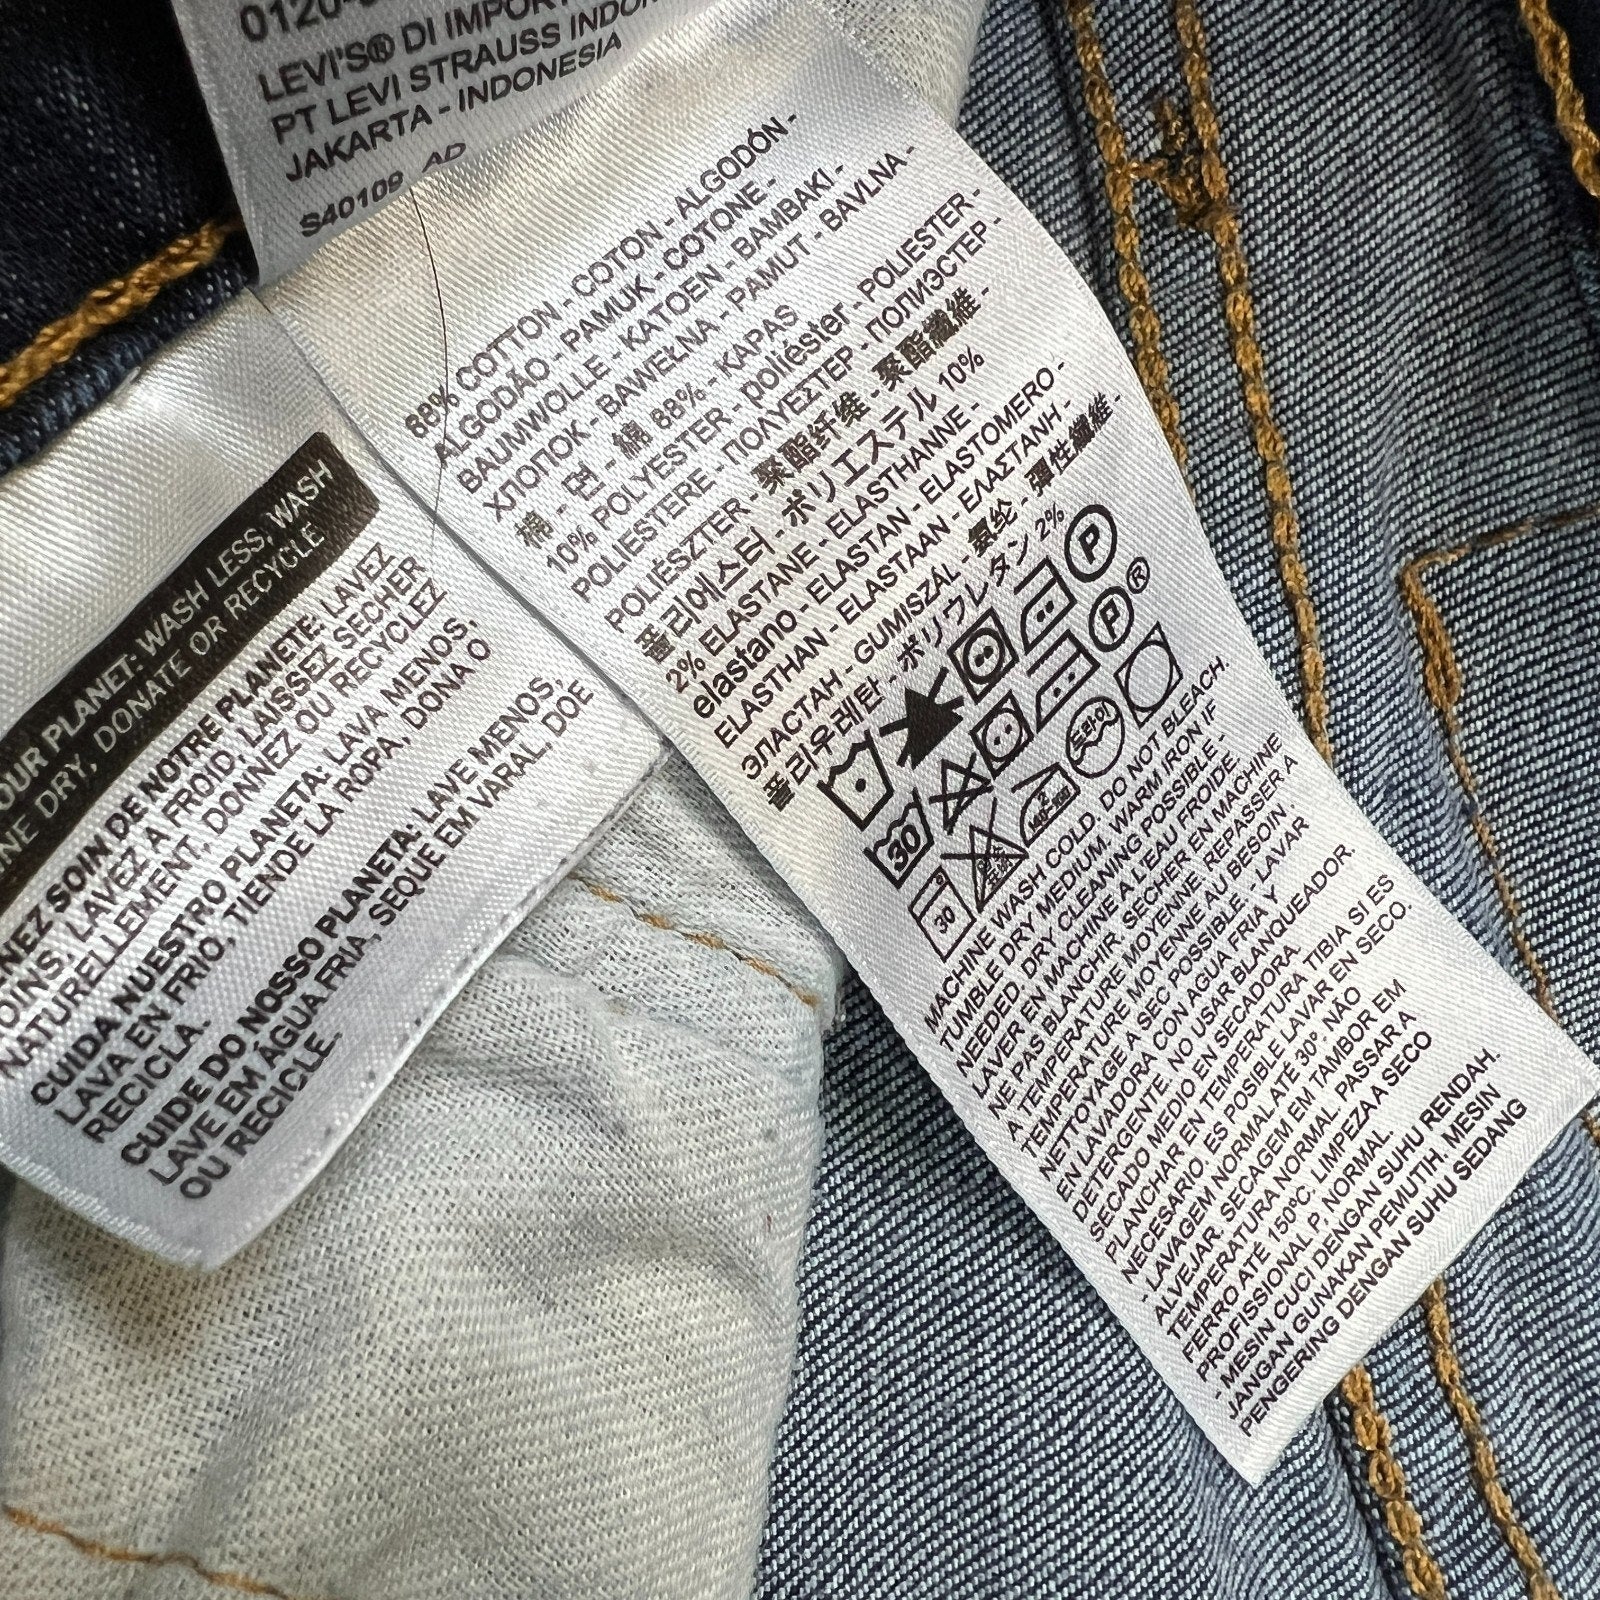 0120-
LEVI'S® DI IMPOR
PT LEVI STRAUSS INDON
JAKARTA - INDONESIA
S40109 AD
OUR PLANET: WASH LESS, WASH
INE DRY, DONATE OR RECYCLE
NEZ SOIN DE NOTRE PLANETE: LAVEZ
OINS, LAVEZ A FROID, LAISSEZ SECHER
NATURELLEMENT, DONNEZ OU RECYCLEZ
CUIDA NUESTRO PLANETA: LAVA MENOS,
LAVA EN FRIO, TIENDE LA ROPA, DONA O
RECICLA.
CUIDE DO NOSSO PLANETA: LAVE MENOS,
LAVE EM ÁGUA FRIA, SEQUE EM VARAL, DOE
OU RECICLE.
88% COTTON - COTON - ALGODÓN -
ALGODÃO - PAMUK - COTONE -
BAUMWOLLE - KATOEN - BAMBAKI -
ХЛОПОК - BAWEŁNA - PAMUT - BAVLNA -
棉 - 면 - 綿 88% - KAPAS
10% POLYESTER - poliéster - POLIESTER -
POLIESTERE - ΠΟΛΥΕΣΤΕΡ - ПОЛИЭСТЕР -
POLIÉSZTER - 聚酯纤维 - 聚酯纖維 -
폴리에스터 - ポリエステル 10%
2% ELASTANE - ELASTHANNE -
elastano - ELASTAN - ELASTOMERO -
ELASTHAN - ELASTAAN - ΕΛΑΣΤΑΝΗ -
ЭЛАСТАН - GUMISZÁL - 氨纶 - 彈性纖維 -
폴리우레탄 - ポリウレタン 2%
P
P ®
30
드라이
30
MACHINE WASH COLD. DO NOT BLEACH.
TUMBLE DRY MEDIUM. WARM IRON IF
NEEDED. DRY CLEANING POSSIBLE -
LAVER EN MACHINE A L'EAU FROIDE.
NE PAS BLANCHIR. SECHER EN MACHINE
A TEMPERATURE MOYENNE. REPASSER A
TEMPERATURE MOYENNE AU BESOIN .
NETTOYAGE A SEC POSSIBLE. - LAVAR
EN LAVADORA CON AGUA FRIA Y
DETERGENTE. NO USAR BLANQUEADOR.
SECADO MEDIO EN SECADORA.
PLANCHAR EN TEMPERATURA TIBIA SI ES
NECESARIO. ES POSIBLE LAVAR EN SECO.
- LAVAGEM NORMAL ATÉ 30°. NÃO
ALVEJAR. SECAGEM EM TAMBOR EM
TEMPERATURA NORMAL. PASSAR A
FERRO ATÉ 150°C. LIMPEZA A SECO
PROFISSIONAL, P, NORMAL.
- MESIN CUCI DENGAN SUHU RENDAH.
JANGAN GUNAKAN PEMUTIH. MESIN
PENGERING DENGAN SUHU SEDANG